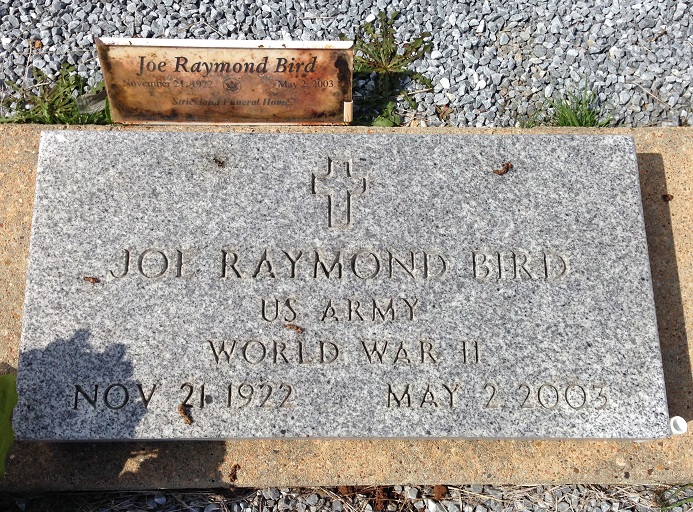 Joe Raymond Bird
November 21, 1922 May 2, 2003
Strickland Funeral Home
JOE RAYMOND BIRD
US ARMY
WORLD WAR II
NOV 21 1922 MAY 2 2003